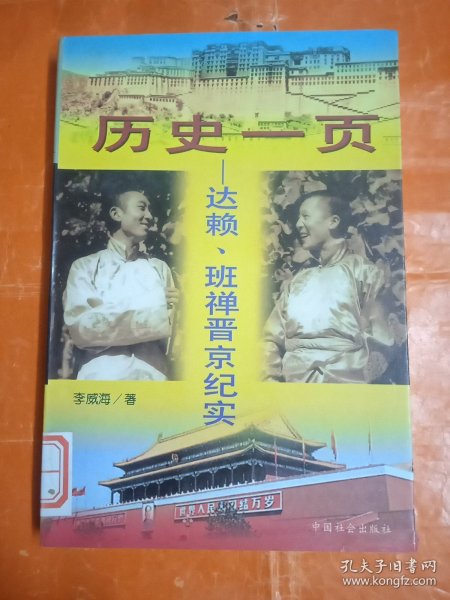 历史一页
—达赖、班禅晋京纪实
李威海／著
世界人民大团结万岁
中国社会出版社
孔夫子旧书网
www.kongfz.com